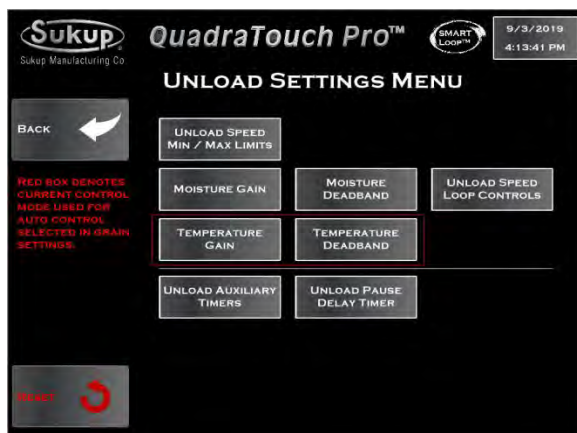 Sukup
Sukup Manufacturing Co
QuadraTouch Pro™
SMART
LOOP™
9/3/2019
4:13:41 PM
UNLOAD SETTINGS MENU
BACK
UNLOAD SPEED
MIN / MAX LIMITS
RED BOX DENOTES
CURRENT CONTROL
MODE USED FOR
AUTO CONTROL
SELECTED IN GRAIN
SETTINGS.
MOISTURE GAIN
MOISTURE
DEADBAND
UNLOAD SPEED
LOOP CONTROLS
TEMPERATURE
GAIN
TEMPERATURE
DEADBAND
UNLOAD AUXILIARY
TIMERS
UNLOAD PAUSE
DELAY TIMER
RESET